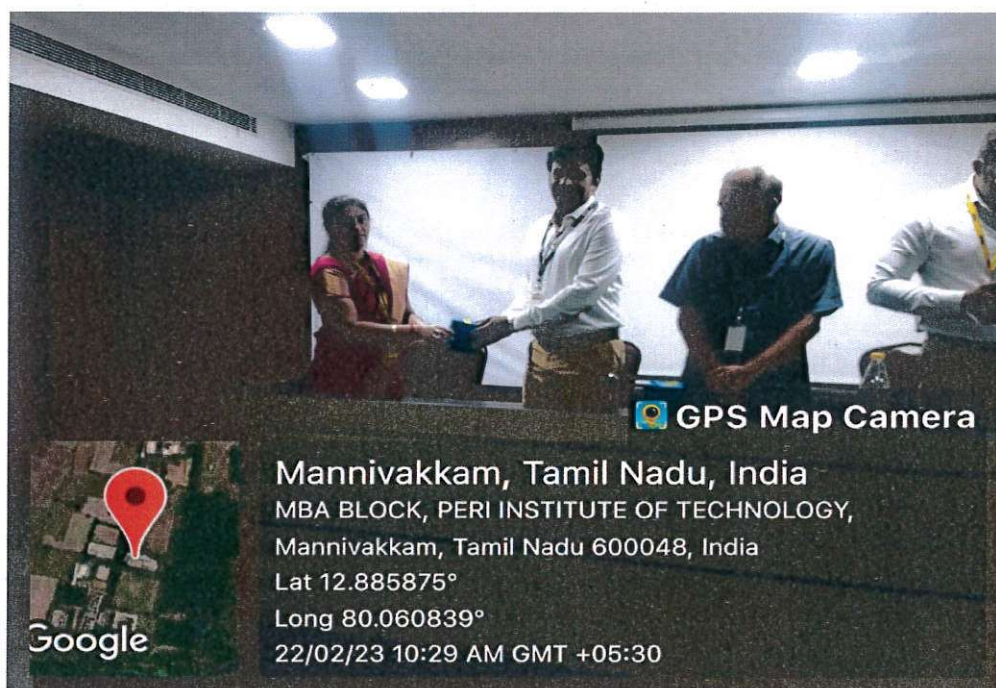 GPS Map Camera
Mannivakkam, Tamil Nadu, India
MBA BLOCK, PERI INSTITUTE OF TECHNOLOGY,
Mannivakkam, Tamil Nadu 600048, India
Lat 12.885875°
Long 80.060839°
22/02/23 10:29 AM GMT +05:30
Google